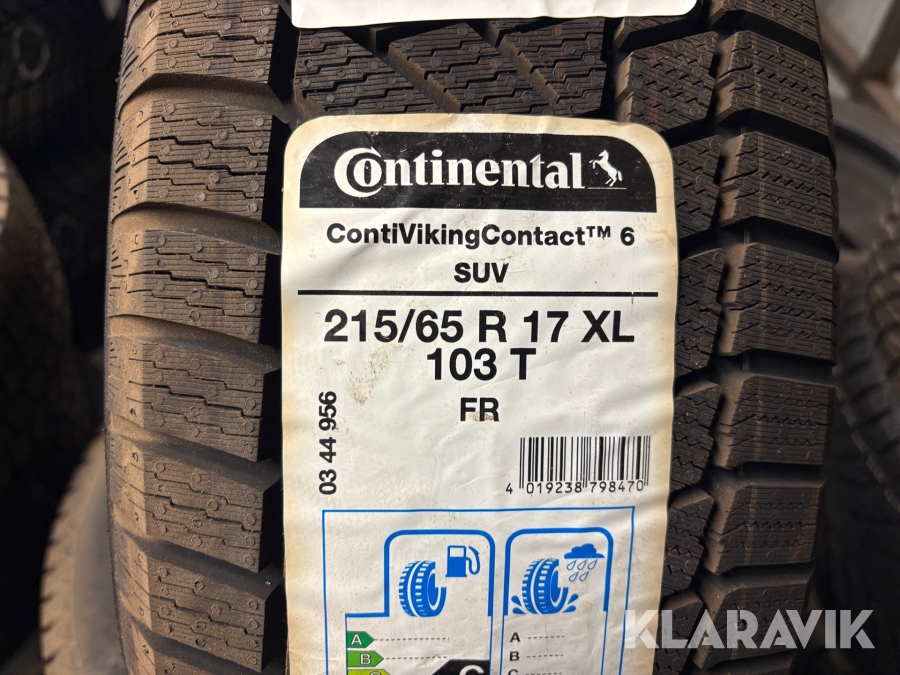 Continental
ContiVikingContact™ 6
SUV
215/65 R 17 XL
103 T
FR
03 44 956
4 019238 798470
A
B
A
B
C
KLARAVIK